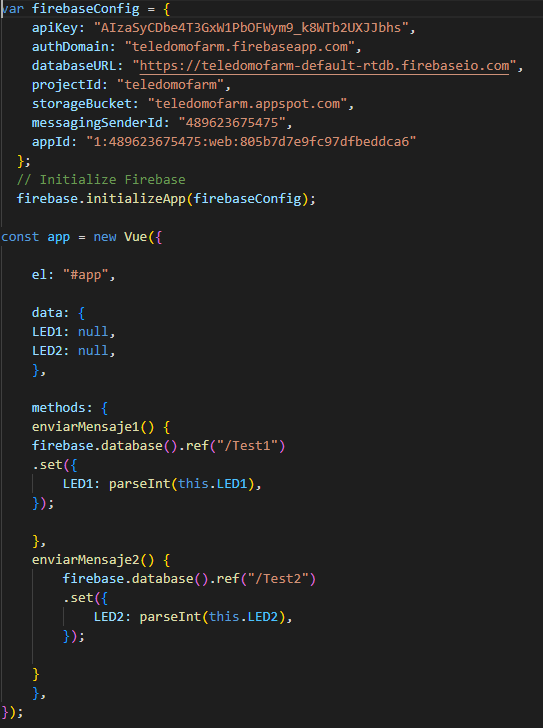 var firebaseConfig = {
    apiKey: "AIzaSyCDbe4T3GxW1PbOFWym9_k8WTb2UXJJbhs",
    authDomain: "teledomofarm.firebaseapp.com",
    databaseURL: "https://teledomofarm-default-rtdb.firebaseio.com",
    projectId: "teledomofarm",
    storageBucket: "teledomofarm.appspot.com",
    messagingSenderId: "489623675475",
    appId: "1:489623675475:web:805b7d7e9fc97dfbeddca6"
  };
  // Initialize Firebase
  firebase.initializeApp(firebaseConfig);
const app = new Vue({
    el: "#app",
    data: {
    LED1: null,
    LED2: null,
    },
    methods: {
    enviarMensaje1() {
    firebase.database().ref("/Test1")
    .set({
        LED1: parseInt(this.LED1),
    });
    },
    enviarMensaje2() {
        firebase.database().ref("/Test2")
        .set({
            LED2: parseInt(this.LED2),
        });
    }
    },
});